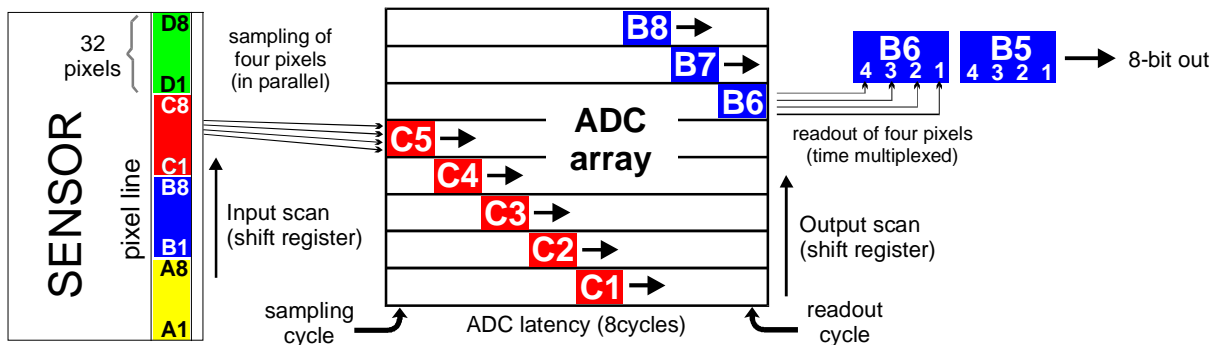 SENSOR
pixel line
32
pixels
D8
D1
C8
C1
B8
B1
A8
A1
sampling of
four pixels
(in parallel)
Input scan
(shift register)
B8
B7
B6
C5
C4
C3
C2
C1
ADC
array
sampling
cycle
ADC latency (8cycles)
readout
cycle
Output scan
(shift register)
B6
4 3 2 1
B5
4 3 2 1
8-bit out
readout of four pixels
(time multiplexed)